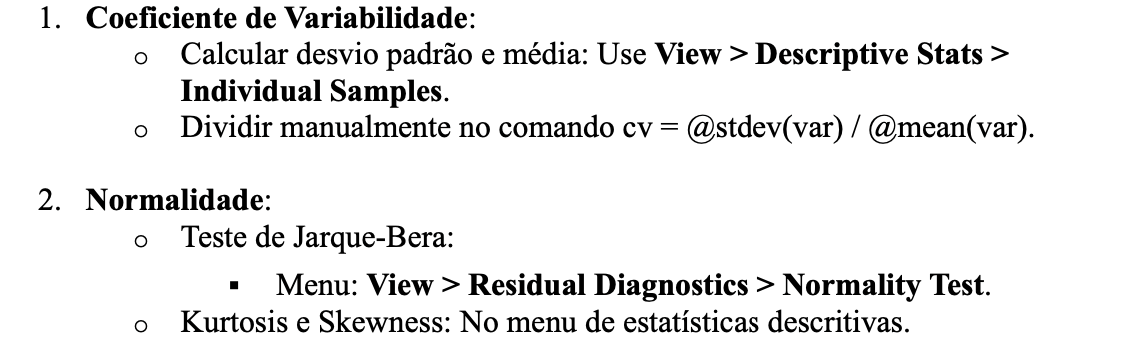 1. Coeficiente de Variabilidade:
o Calcular desvio padrão e média: Use View > Descriptive Stats >
Individual Samples.
o Dividir manualmente no comando cv = @stdev(var) / @mean(var).
2. Normalidade:
o Teste de Jarque-Bera:
▪ Menu: View > Residual Diagnostics > Normality Test.
o Kurtosis e Skewness: No menu de estatísticas descritivas.